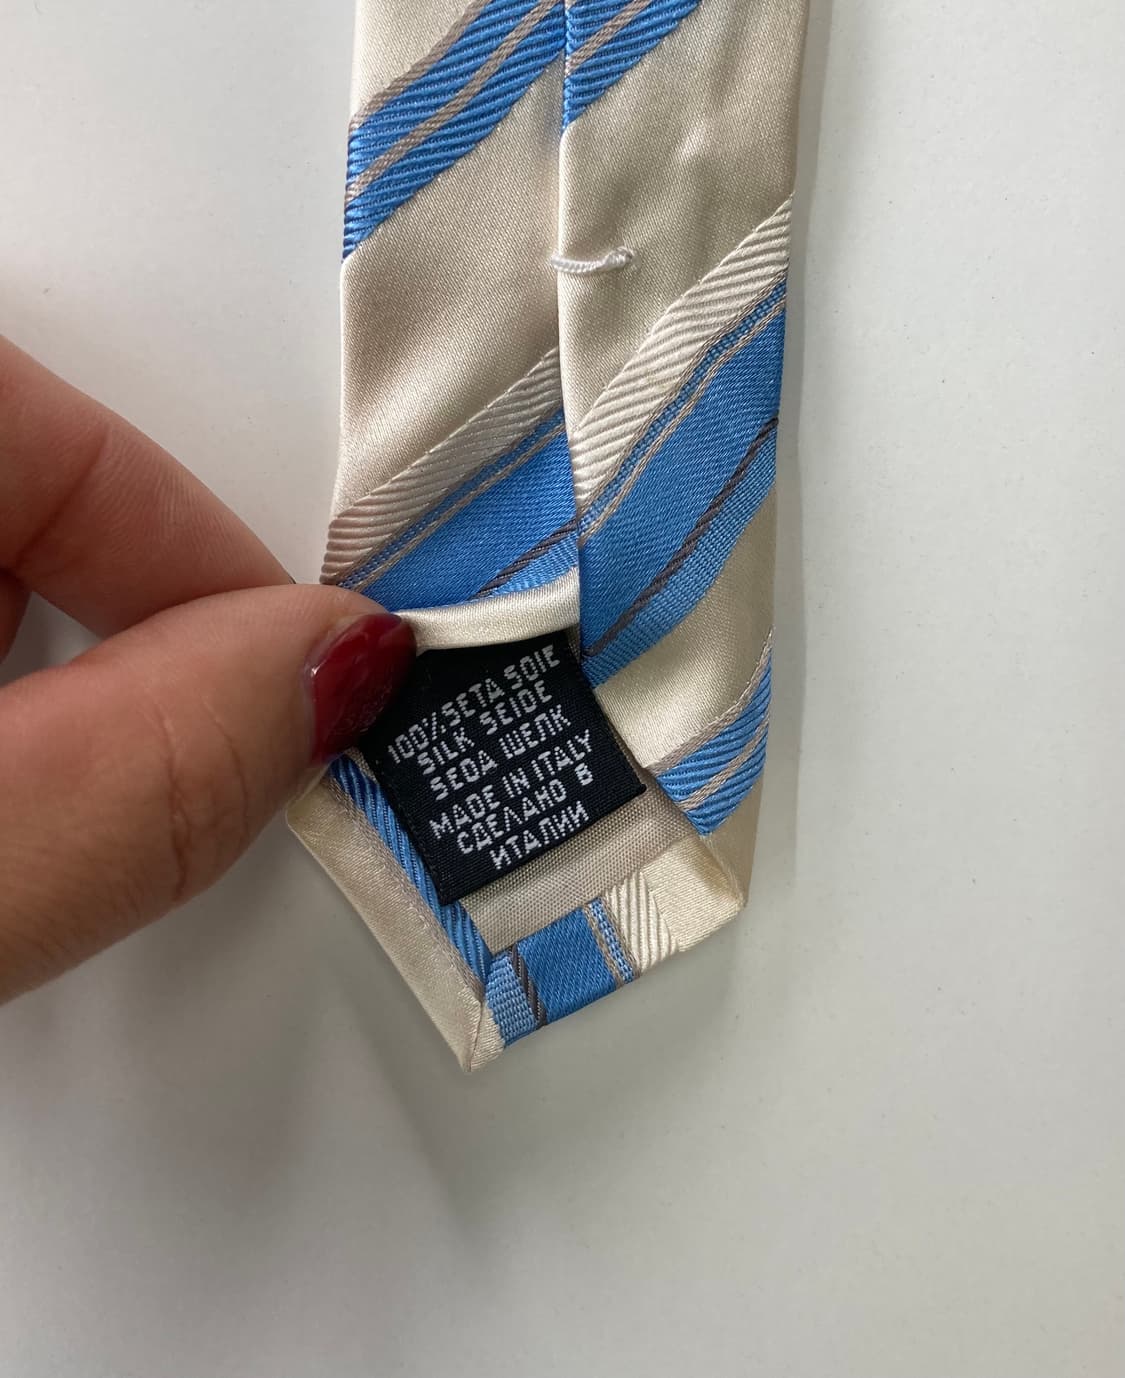 100% SETA SOIE
SILK SEIDE
SEDA ШЕЛК
MADE IN ITALY
СДЕЛАНО В
ИТАЛИИ